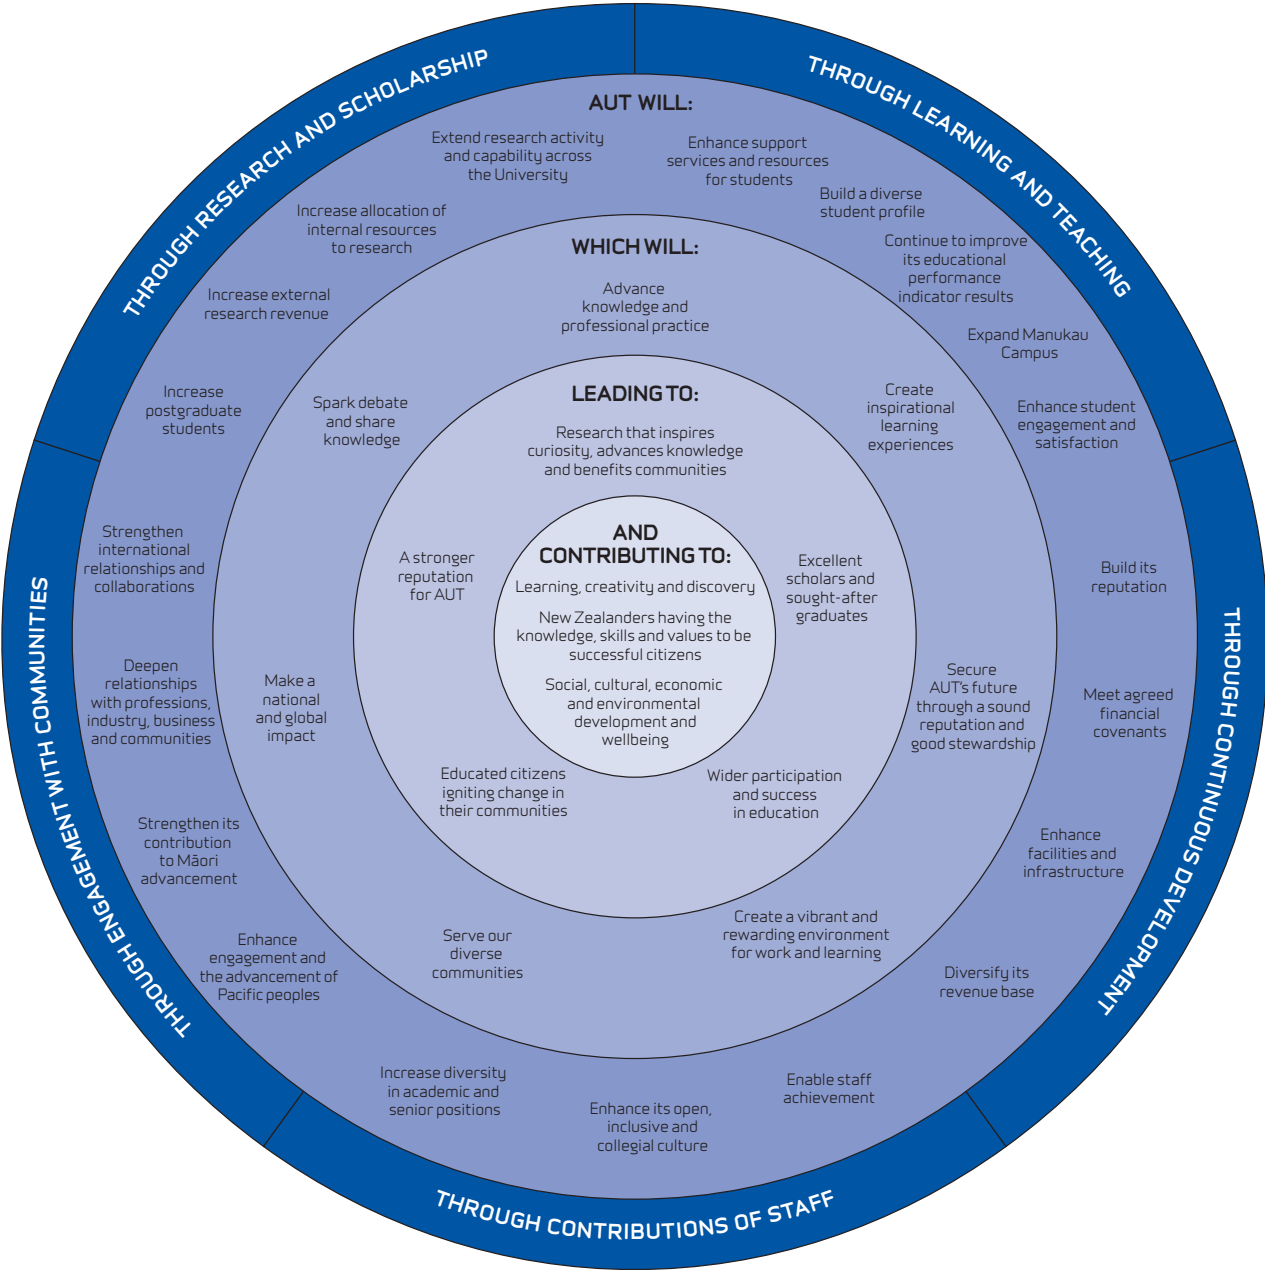 THROUGH RESEARCH AND SCHOLARSHIP
THROUGH LEARNING AND TEACHING
THROUGH CONTINUOUS DEVELOPMENT
THROUGH CONTRIBUTIONS OF STAFF
THROUGH ENGAGEMENT WITH COMMUNITIES
AUT WILL:
Extend research activity
and capability across
the University
Increase allocation of
internal resources
to research
Increase external
research revenue
Increase
postgraduate
students
Enhance support
services and resources
for students
Build a diverse
student profile
Continue to improve
its educational
performance
indicator results
Expand Manukau
Campus
Enhance student
engagement and
satisfaction
Build its
reputation
Meet agreed
financial
covenants
Enhance
facilities and
infrastructure
Diversify its
revenue base
Enable staff
achievement
Enhance its open,
inclusive and
collegial culture
Increase diversity
in academic and
senior positions
Enhance
engagement and
the advancement of
Pacific peoples
Strengthen its
contribution
to Māori
advancement
Deepen
relationships
with professions,
industry, business
and communities
Strengthen
international
relationships and
collaborations
WHICH WILL:
Advance
knowledge and
professional practice
Create
inspirational
learning
experiences
Secure
AUT's future
through a sound
reputation and
good stewardship
Create a vibrant and
rewarding environment
for work and learning
Serve our
diverse
communities
Make a
national
and global
impact
Spark debate
and share
knowledge
LEADING TO:
Research that inspires
curiosity, advances knowledge
and benefits communities
Excellent
scholars and
sought-after
graduates
Wider participation
and success
in education
Educated citizens
igniting change in
their communities
A stronger
reputation
for AUT
AND
CONTRIBUTING TO:
Learning, creativity and discovery
New Zealanders having the
knowledge, skills and values to be
successful citizens
Social, cultural, economic
and environmental
development and
wellbeing